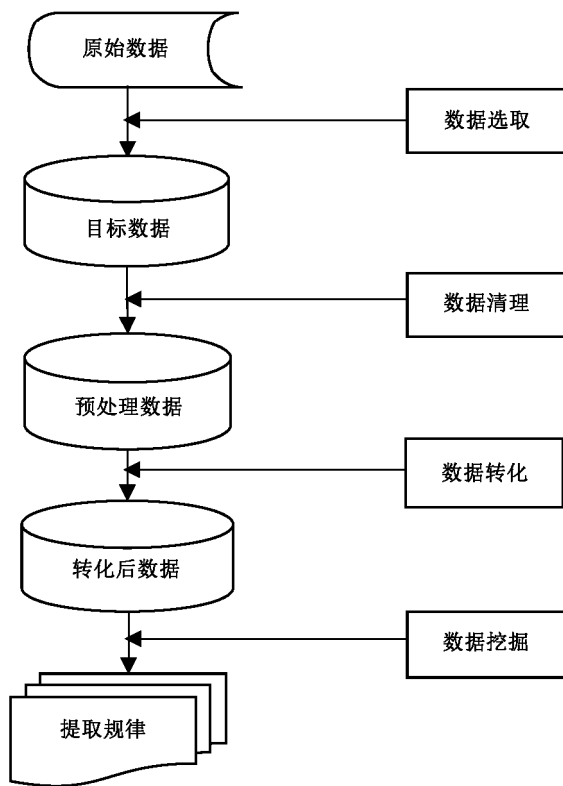 原始数据
数据选取
目标数据
数据清理
预处理数据
数据转化
转化后数据
数据挖掘
提取规律